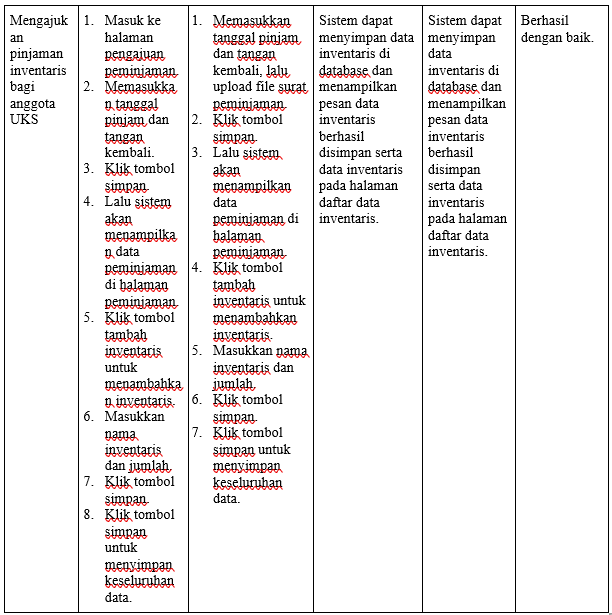 Mengajuk
an
pinjaman
inventaris
bagi
anggota
UKS
1. Masuk ke
halaman
pengajuan
peminjaman.
2. Memasukka
n tanggal
pinjam dan
tangan
kembali.
3. Klik tombol
simpan.
4. Lalu sistem
akan
menampilka
n data
peminjaman
di halaman
peminjaman.
5. Klik tombol
tambah
inventaris
untuk
menambahka
n inventaris.
6. Masukkan
nama
inventaris
dan jumlah.
7. Klik tombol
simpan.
8. Klik tombol
simpan
untuk
menyimpan
keseluruhan
data.
1. Memasukkan
tanggal pinjam
dan tangan
kembali, lalu
upload file surat
peminjaman.
2. Klik tombol
simpan.
3. Lalu sistem
akan
menampilkan
data
peminjaman di
halaman
peminjaman.
4. Klik tombol
tambah
inventaris untuk
menambahkan
inventaris.
5. Masukkan nama
inventaris dan
jumlah.
6. Klik tombol
simpan.
7. Klik tombol
simpan untuk
menyimpan
keseluruhan
data.
Sistem dapat
menyimpan data
inventaris di
database dan
menampilkan
pesan data
inventaris
berhasil
disimpan serta
data inventaris
pada halaman
daftar data
inventaris.
Sistem dapat
menyimpan
data
inventaris di
database dan
menampilkan
pesan data
inventaris
berhasil
disimpan
serta data
inventaris
pada halaman
daftar data
inventaris.
Berhasil
dengan baik.